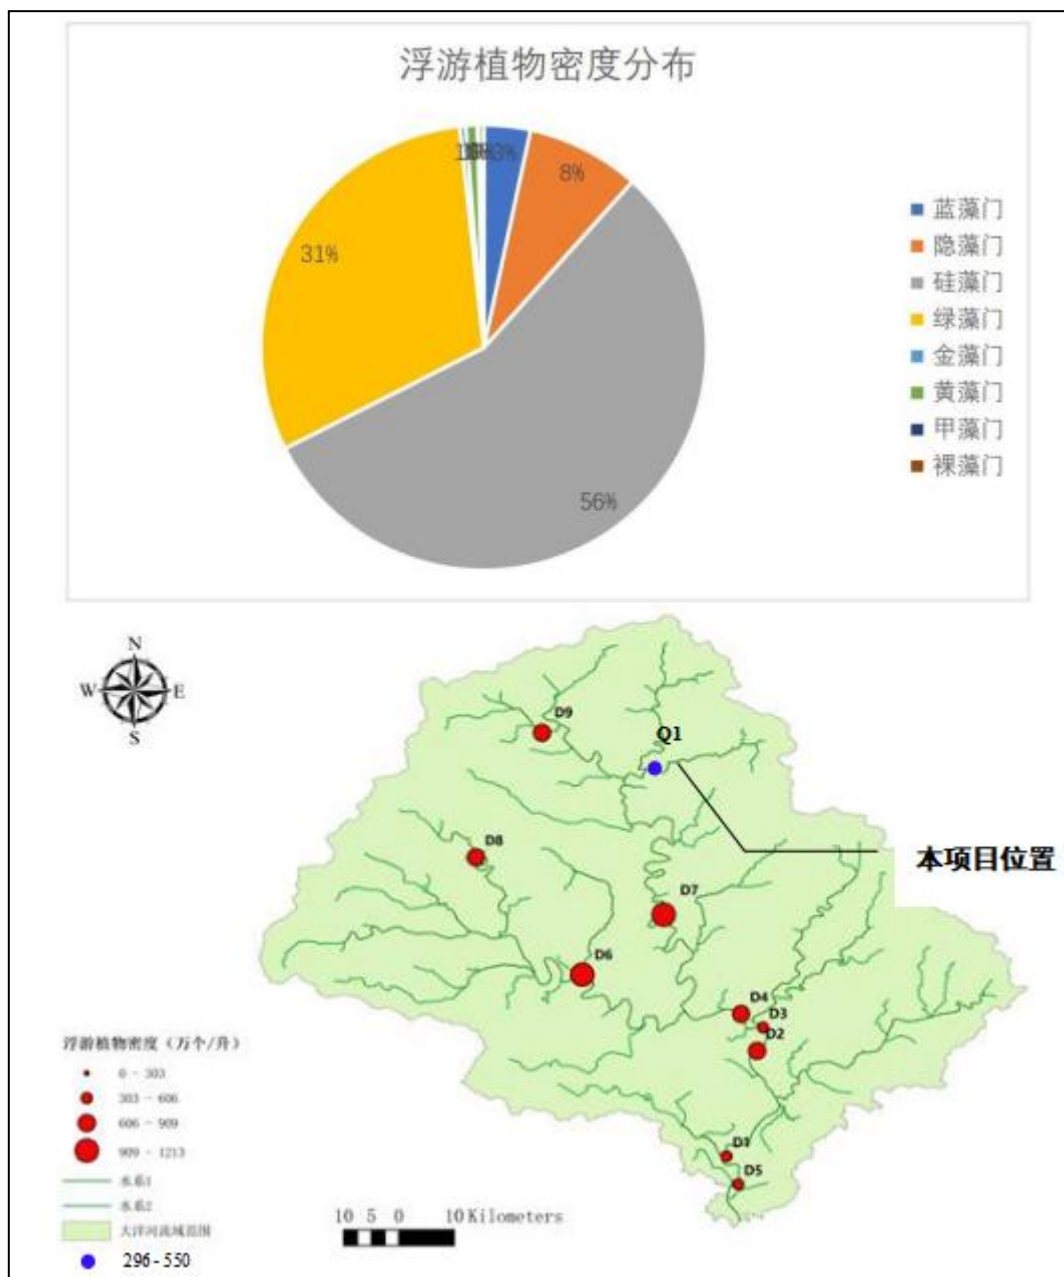 浮游植物密度分布
3%
8%
31%
56%
蓝藻门
隐藻门
硅藻门
绿藻门
金藻门
黄藻门
甲藻门
裸藻门
N
W E
S
D9
Q1
D8
本项目位置
D7
D6
D4
D3
D2
D1
D5
浮游植物密度（万个/升）
0 - 303
303 - 606
606 - 909
909 - 1213
水系1
水系2
大洋河流域范围
296-550
10 5 0 10 Kilometers